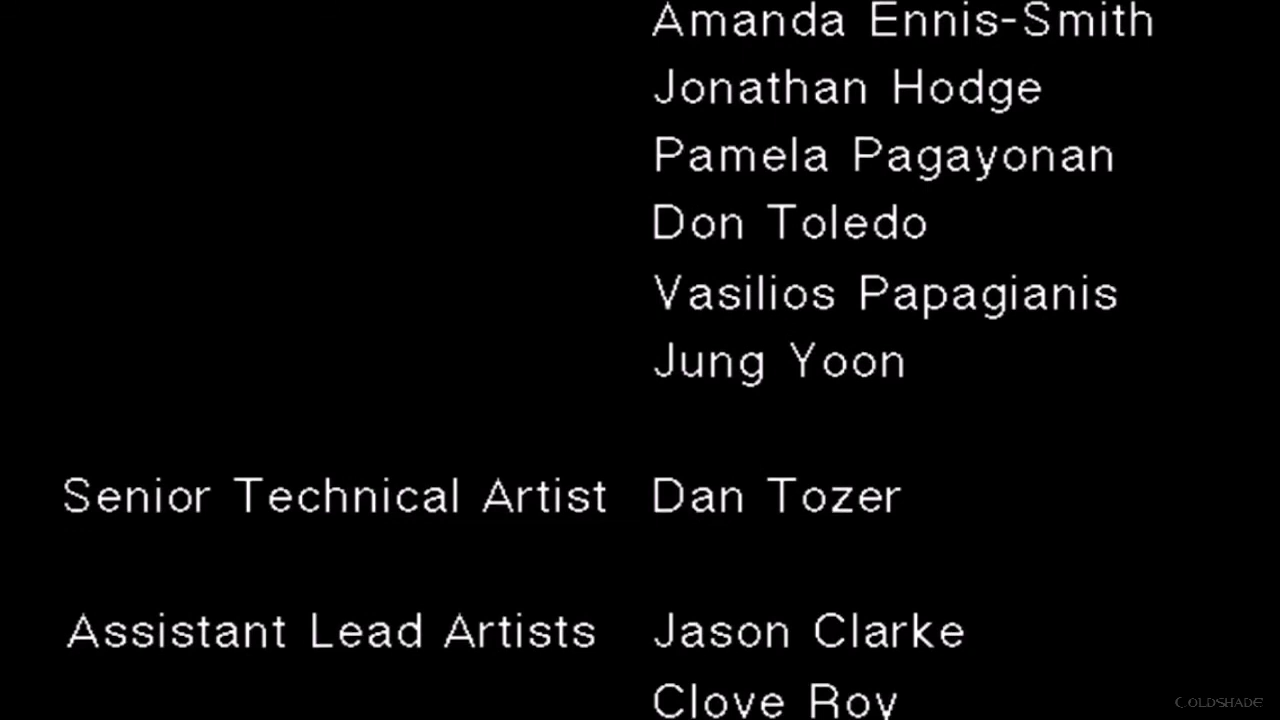 Amanda Ennis-Smith
Jonathan Hodge
Pamela Pagayonan
Don Toledo
Vasilios Papagianis
Jung Yoon
Senior Technical Artist Dan Tozer
Assistant Lead Artists Jason Clarke
Clove Roy
COLDSHADE